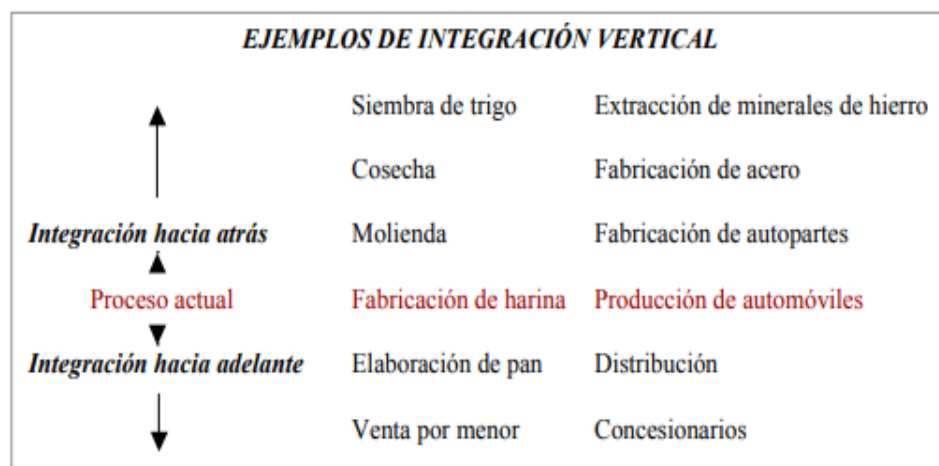 EJEMPLOS DE INTEGRACIÓN VERTICAL
Siembra de trigo Extracción de minerales de hierro
Cosecha Fabricación de acero
Integración hacia atrás Molienda Fabricación de autopartes
Proceso actual Fabricación de harina Producción de automóviles
Integración hacia adelante Elaboración de pan Distribución
Venta por menor Concesionarios